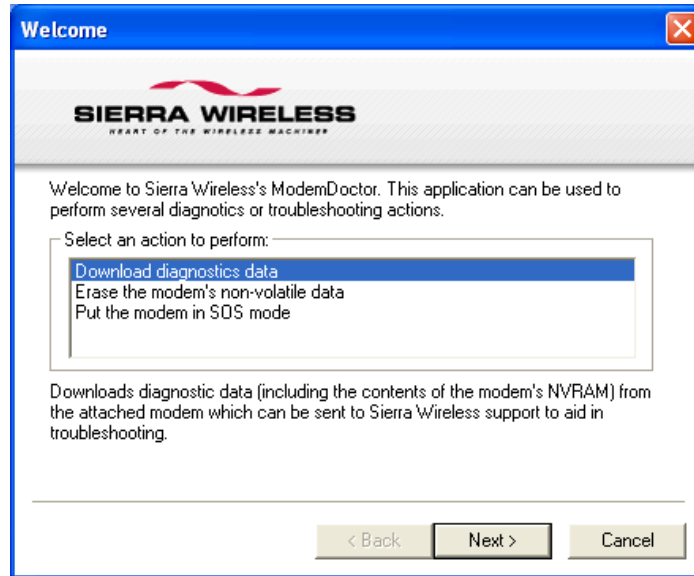 Welcome
SIERRA WIRELESS
HEART OF THE WIRELESS MACHINE®
Welcome to Sierra Wireless's ModemDoctor. This application can be used to
perform several diagnotics or troubleshooting actions.
Select an action to perform:
Download diagnostics data
Erase the modem's non-volatile data
Put the modem in SOS mode
Downloads diagnostic data (including the contents of the modem's NVRAM) from
the attached modem which can be sent to Sierra Wireless support to aid in
troubleshooting.
< Back
Next >
Cancel